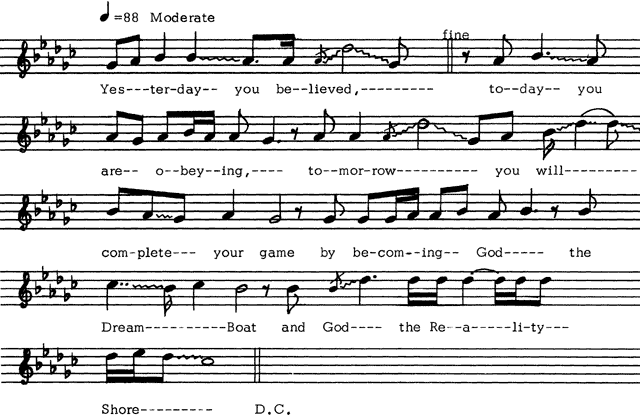 =88 Moderate
fine
Yes---ter-day-- you be--lieved,--------- to--day-- you
are-- o--bey--ing,---- to--mor-row---------- you will---------
com-plete--- your game by be-com--ing-- God----- the
Dream----------Boat and God---- the Re--a-----li-ty---
Shore--------- D.C.